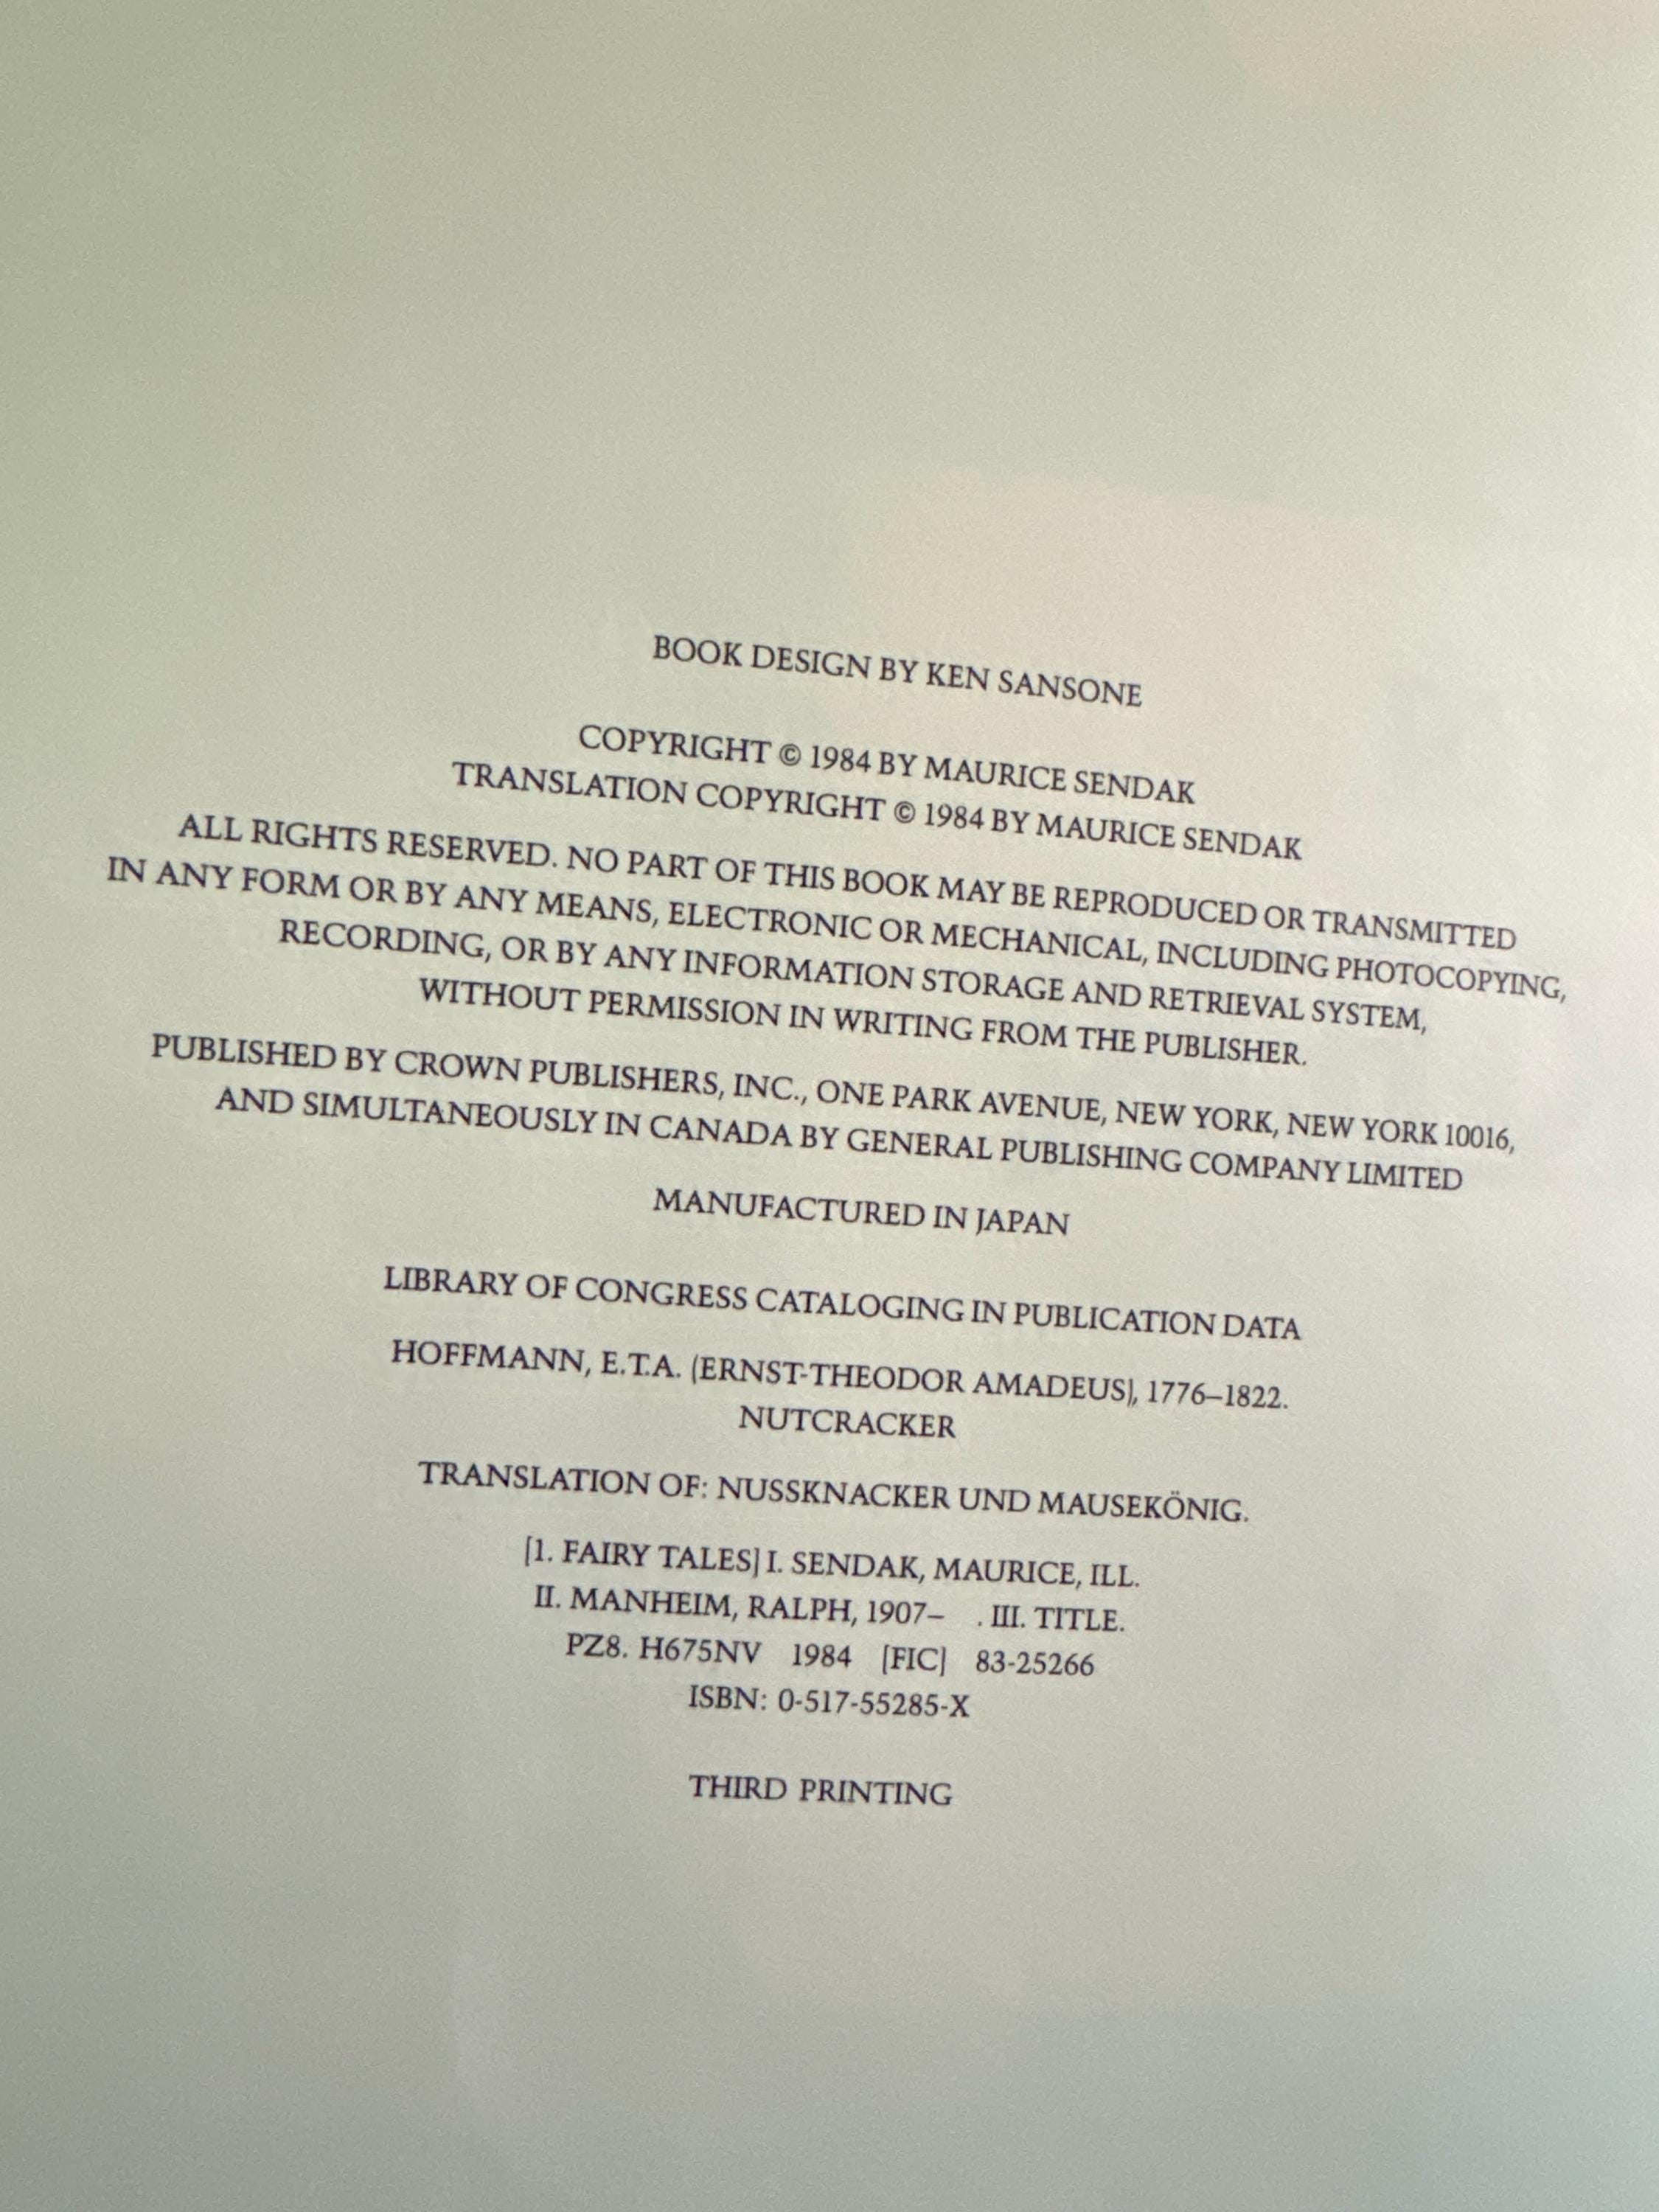 BOOK DESIGN BY KEN SANSONE
COPYRIGHT © 1984 BY MAURICE SENDAK
TRANSLATION COPYRIGHT © 1984 BY MAURICE SENDAK
ALL RIGHTS RESERVED. NO PART OF THIS BOOK MAY BE REPRODUCED OR TRANSMITTED
IN ANY FORM OR BY ANY MEANS, ELECTRONIC OR MECHANICAL, INCLUDING PHOTOCOPYING,
RECORDING, OR BY ANY INFORMATION STORAGE AND RETRIEVAL SYSTEM,
WITHOUT PERMISSION IN WRITING FROM THE PUBLISHER.
PUBLISHED BY CROWN PUBLISHERS, INC., ONE PARK AVENUE, NEW YORK, NEW YORK 10016,
AND SIMULTANEOUSLY IN CANADA BY GENERAL PUBLISHING COMPANY LIMITED
MANUFACTURED IN JAPAN
LIBRARY OF CONGRESS CATALOGING IN PUBLICATION DATA
HOFFMANN, E.T.A. (ERNST-THEODOR AMADEUS), 1776–1822.
NUTCRACKER
TRANSLATION OF: NUSSKNACKER UND MAUSEKÖNIG.
[1. FAIRY TALES] I. SENDAK, MAURICE, ILL.
II. MANHEIM, RALPH, 1907– . III. TITLE.
PZ8. H675NV 1984 [FIC] 83-25266
ISBN: 0-517-55285-X
THIRD PRINTING